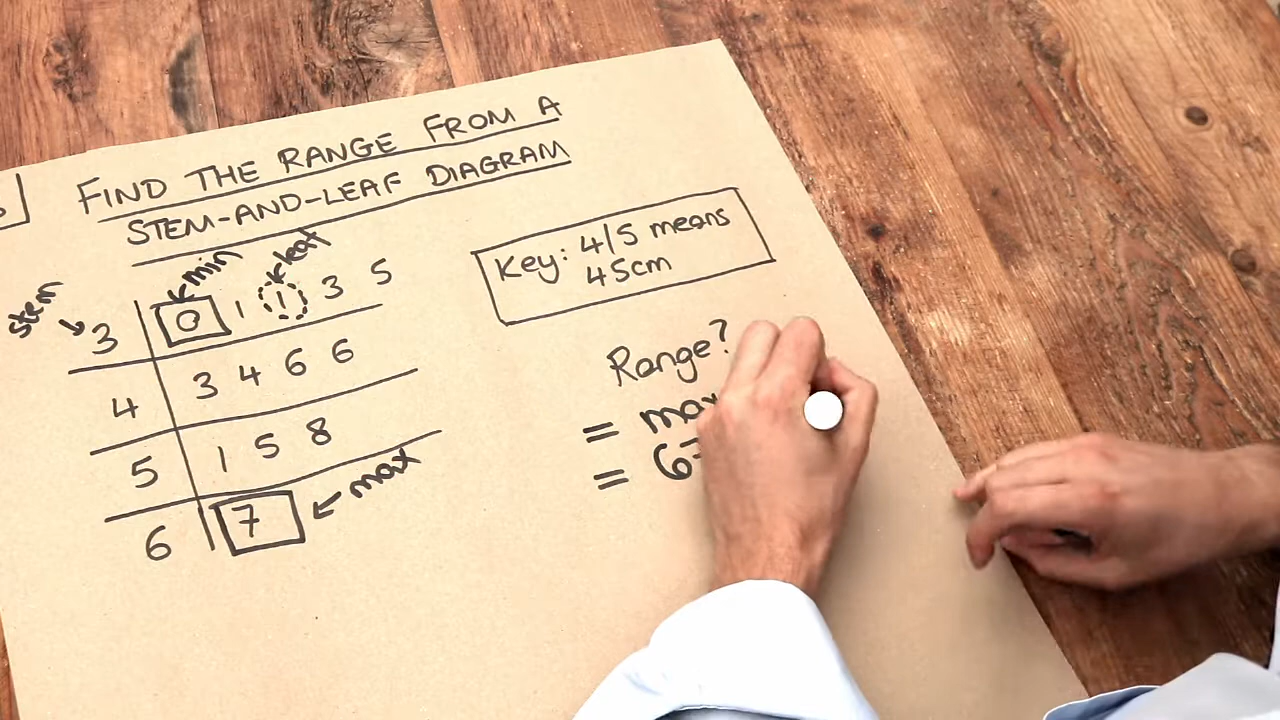 FIND THE RANGE FROM A
STEM-AND-LEAF DIAGRAM
min
leaf
stem
3 0 1 1 3 5
4 3 4 6 6
5 1 5 8
6 7
max
Key: 4/5 means
45cm
Range?
=
= 6